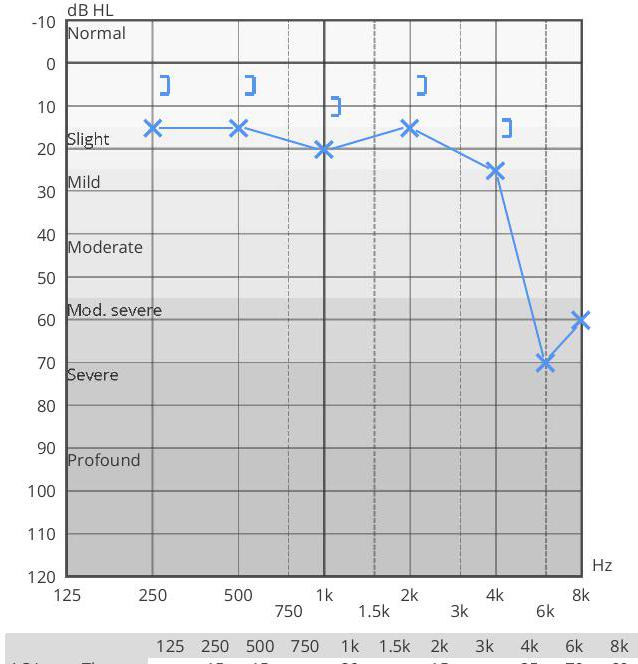 dB HL
-10
Normal
0
10
Slight
20
Mild
30
40
Moderate
50
Mod. severe
60
70
Severe
80
90
Profound
100
110
120
Hz
125 250 500 1k 2k 4k 8k
750 1.5k 3k 6k
125 250 500 750 1k 1.5k 2k 3k 4k 6k 8k